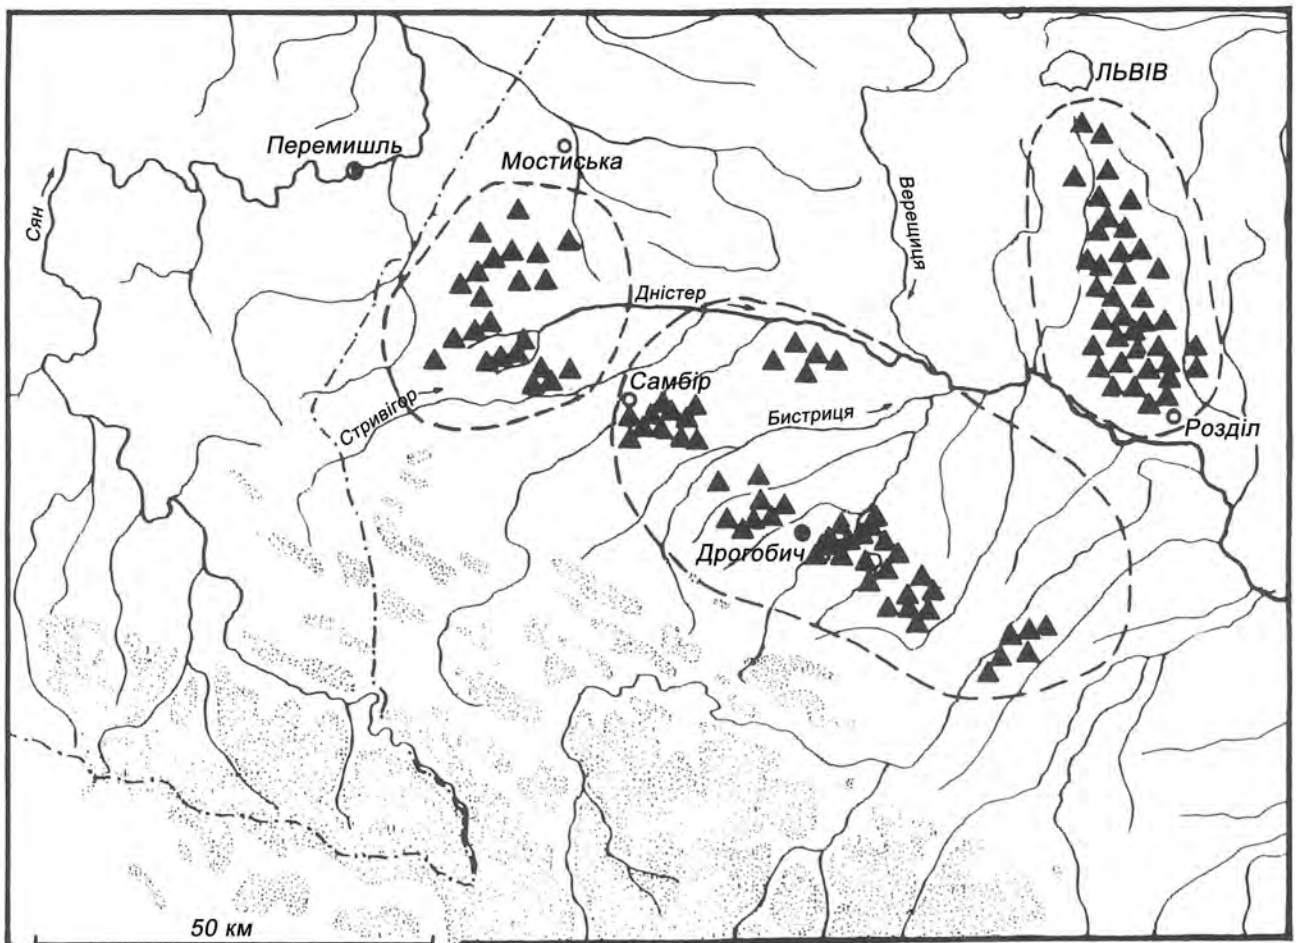 ЛЬВІВ
Перемишль
Мостиська
Сян
Верещиця
Дністер
Самбір
Стривігор
Бистриця
Розділ
Дрогобич
50 км